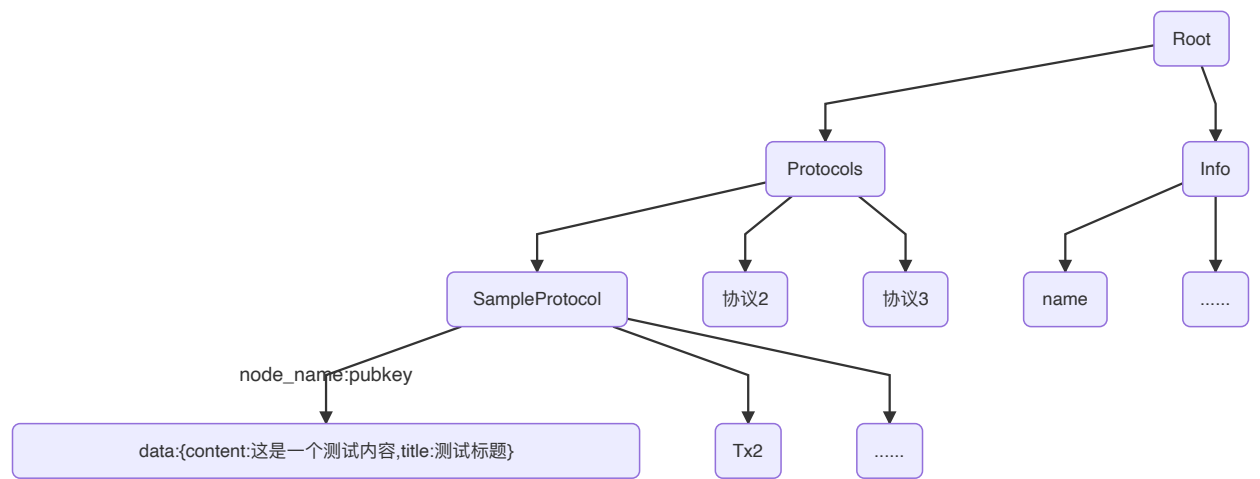 Root
Protocols
Info
SampleProtocol
协议2
协议3
name
......
node_name:pubkey
data:{content:这是一个测试内容,title:测试标题}
Tx2
......